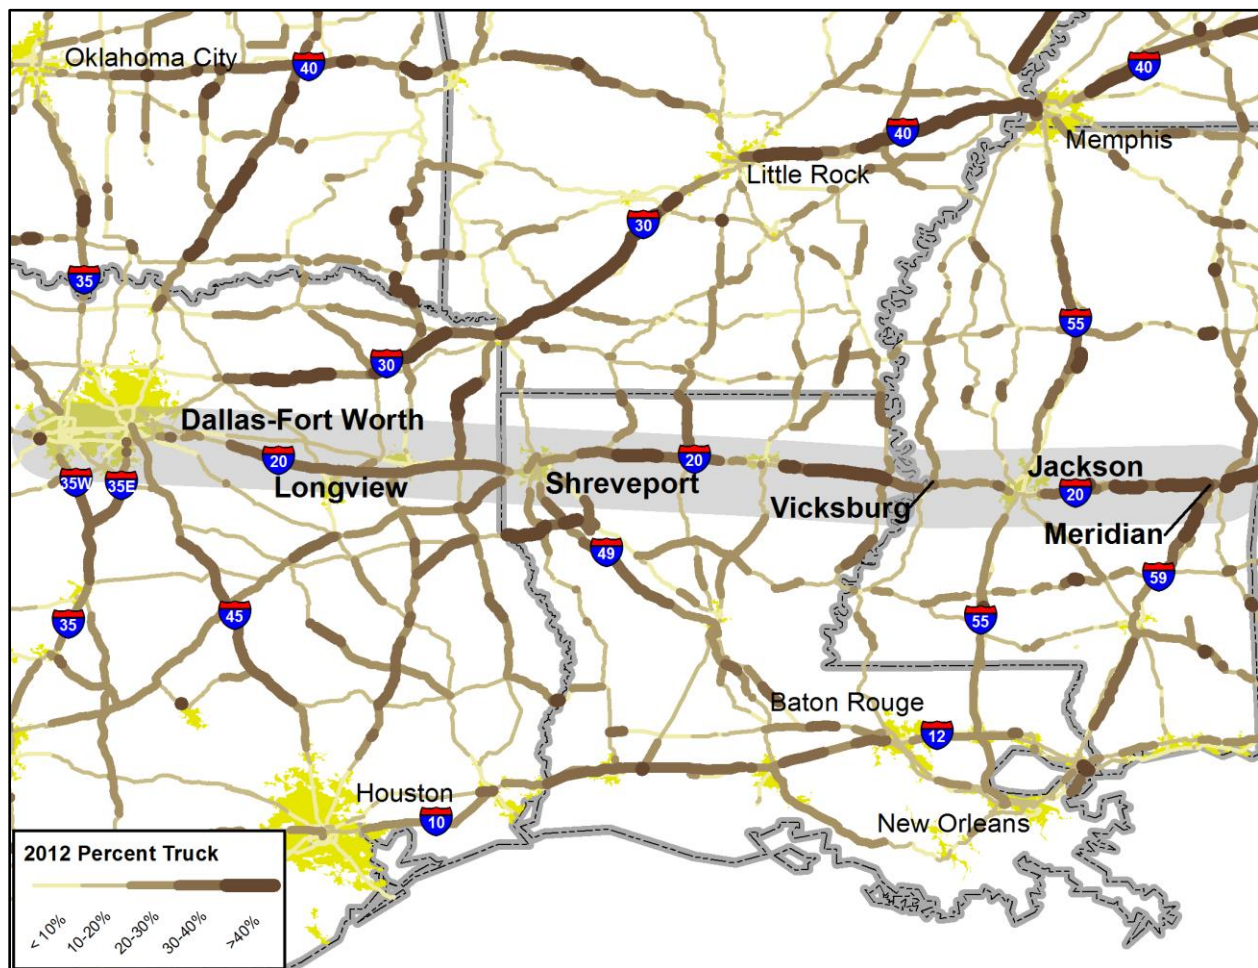 Oklahoma City
40
40
40
Memphis
Little Rock
30
35
55
30
Dallas-Fort Worth
20
20
35W
35E
Longview
Shreveport
Jackson
20
Vicksburg
Meridian
49
59
35
45
55
Baton Rouge
12
Houston
10
New Orleans
2012 Percent Truck
< 10%
10-20%
20-30%
30-40%
>40%